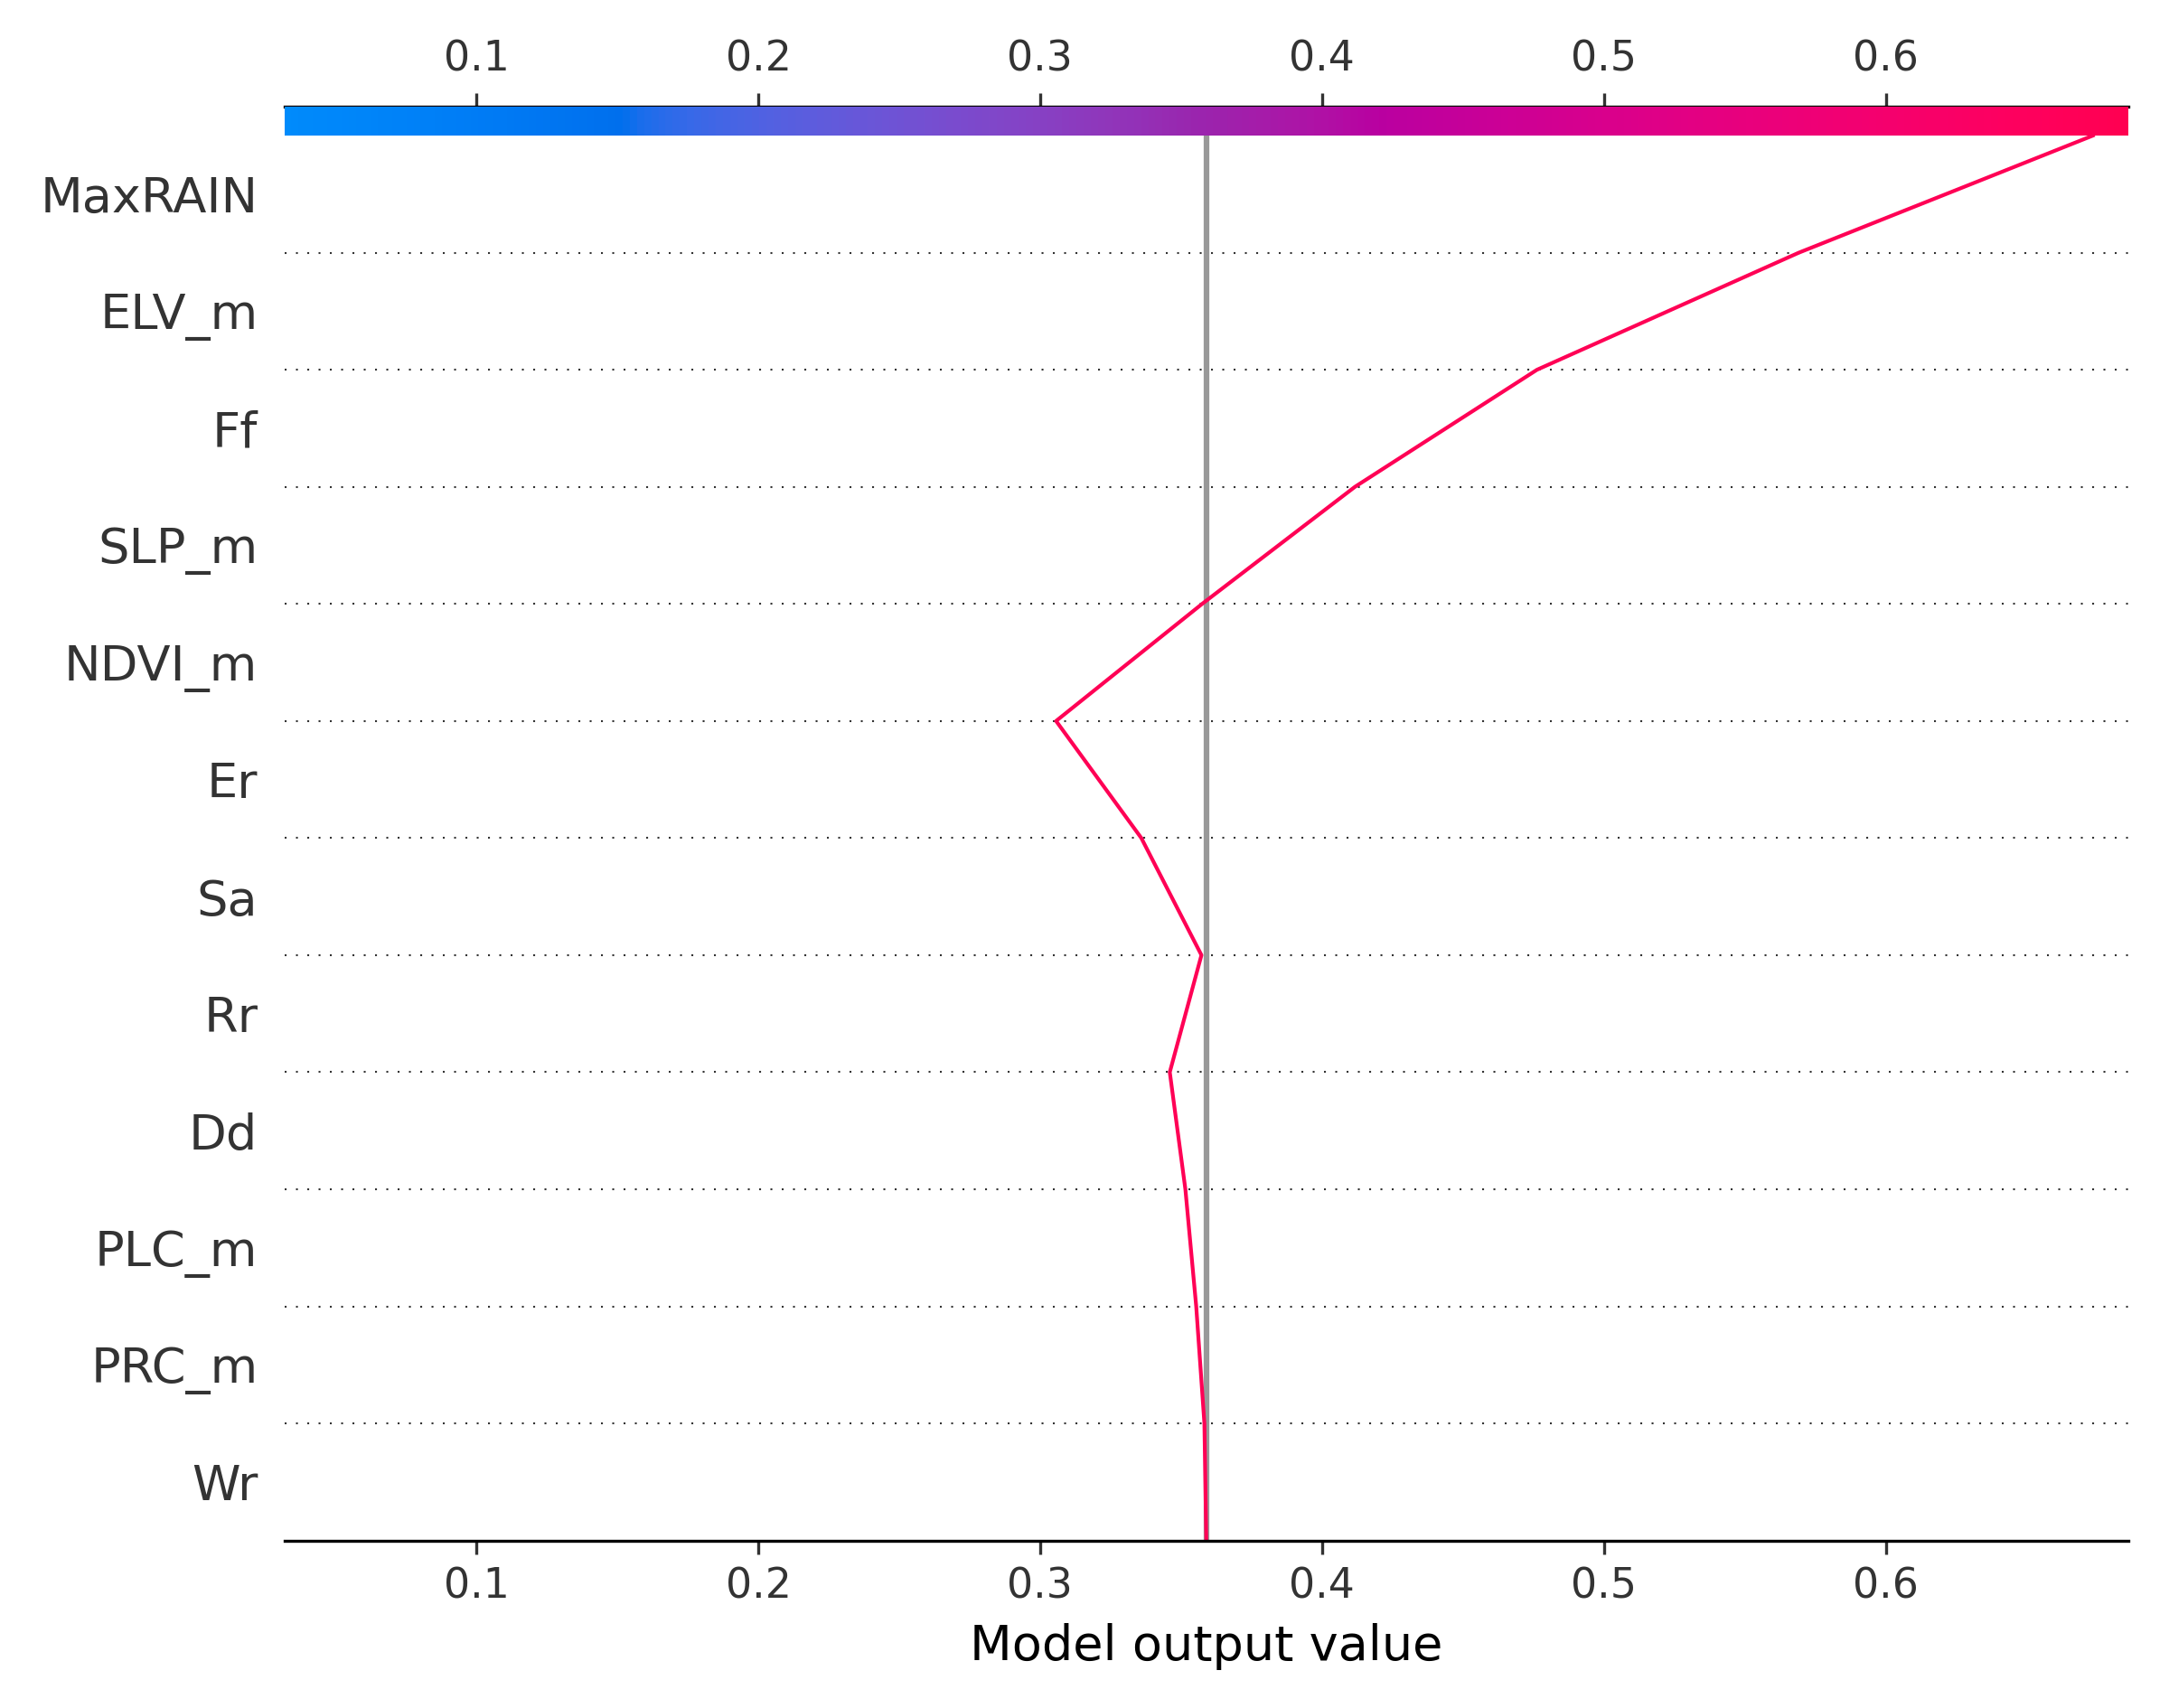 0.1 0.2 0.3 0.4 0.5 0.6
MaxRAIN
ELV_m
Ff
SLP_m
NDVI_m
Er
Sa
Rr
Dd
PLC_m
PRC_m
Wr
0.1 0.2 0.3 0.4 0.5 0.6
Model output value